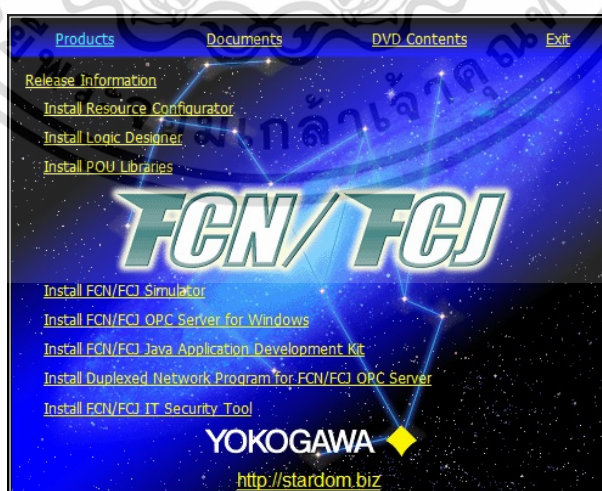 Products Documents DVD Contents Exit
Release Information
Install Resource Configurator
Install Logic Designer
Install POU Libraries
FCN/FCJ
Install FCN/FCJ Simulator
Install FCN/FCJ OPC Server for Windows
Install FCN/FCJ Java Application Development Kit
Install Duplexed Network Program for FCN/FCJ OPC Server
Install FCN/FCJ IT Security Tool
YOKOGAWA
http://stardom.biz